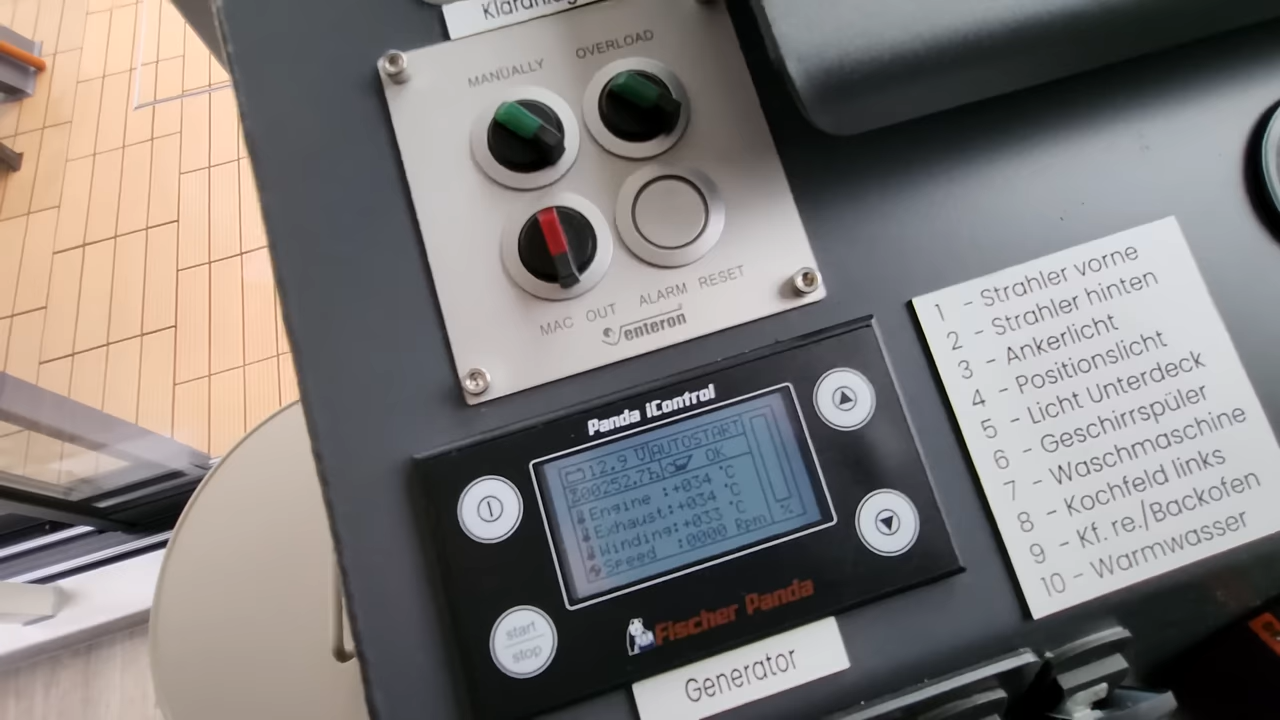 MANUALLY
OVERLOAD
MAC OUT
ALARM RESET
Venteron
Panda iControl
12.9 V AUTOSTART
00252.7h OK
Engine :+034 °C
Exhaust:+034 °C
Winding:+033 °C
Speed :0000 Rpm
%
start
stop
Fischer Panda
Generator
1 - Strahler vorne
2 - Strahler hinten
3 - Ankerlicht
4 - Positionslicht
5 - Licht Unterdeck
6 - Geschirrspüler
7 - Waschmaschine
8 - Kochfeld links
9 - Kf. re./Backofen
10 - Warmwasser